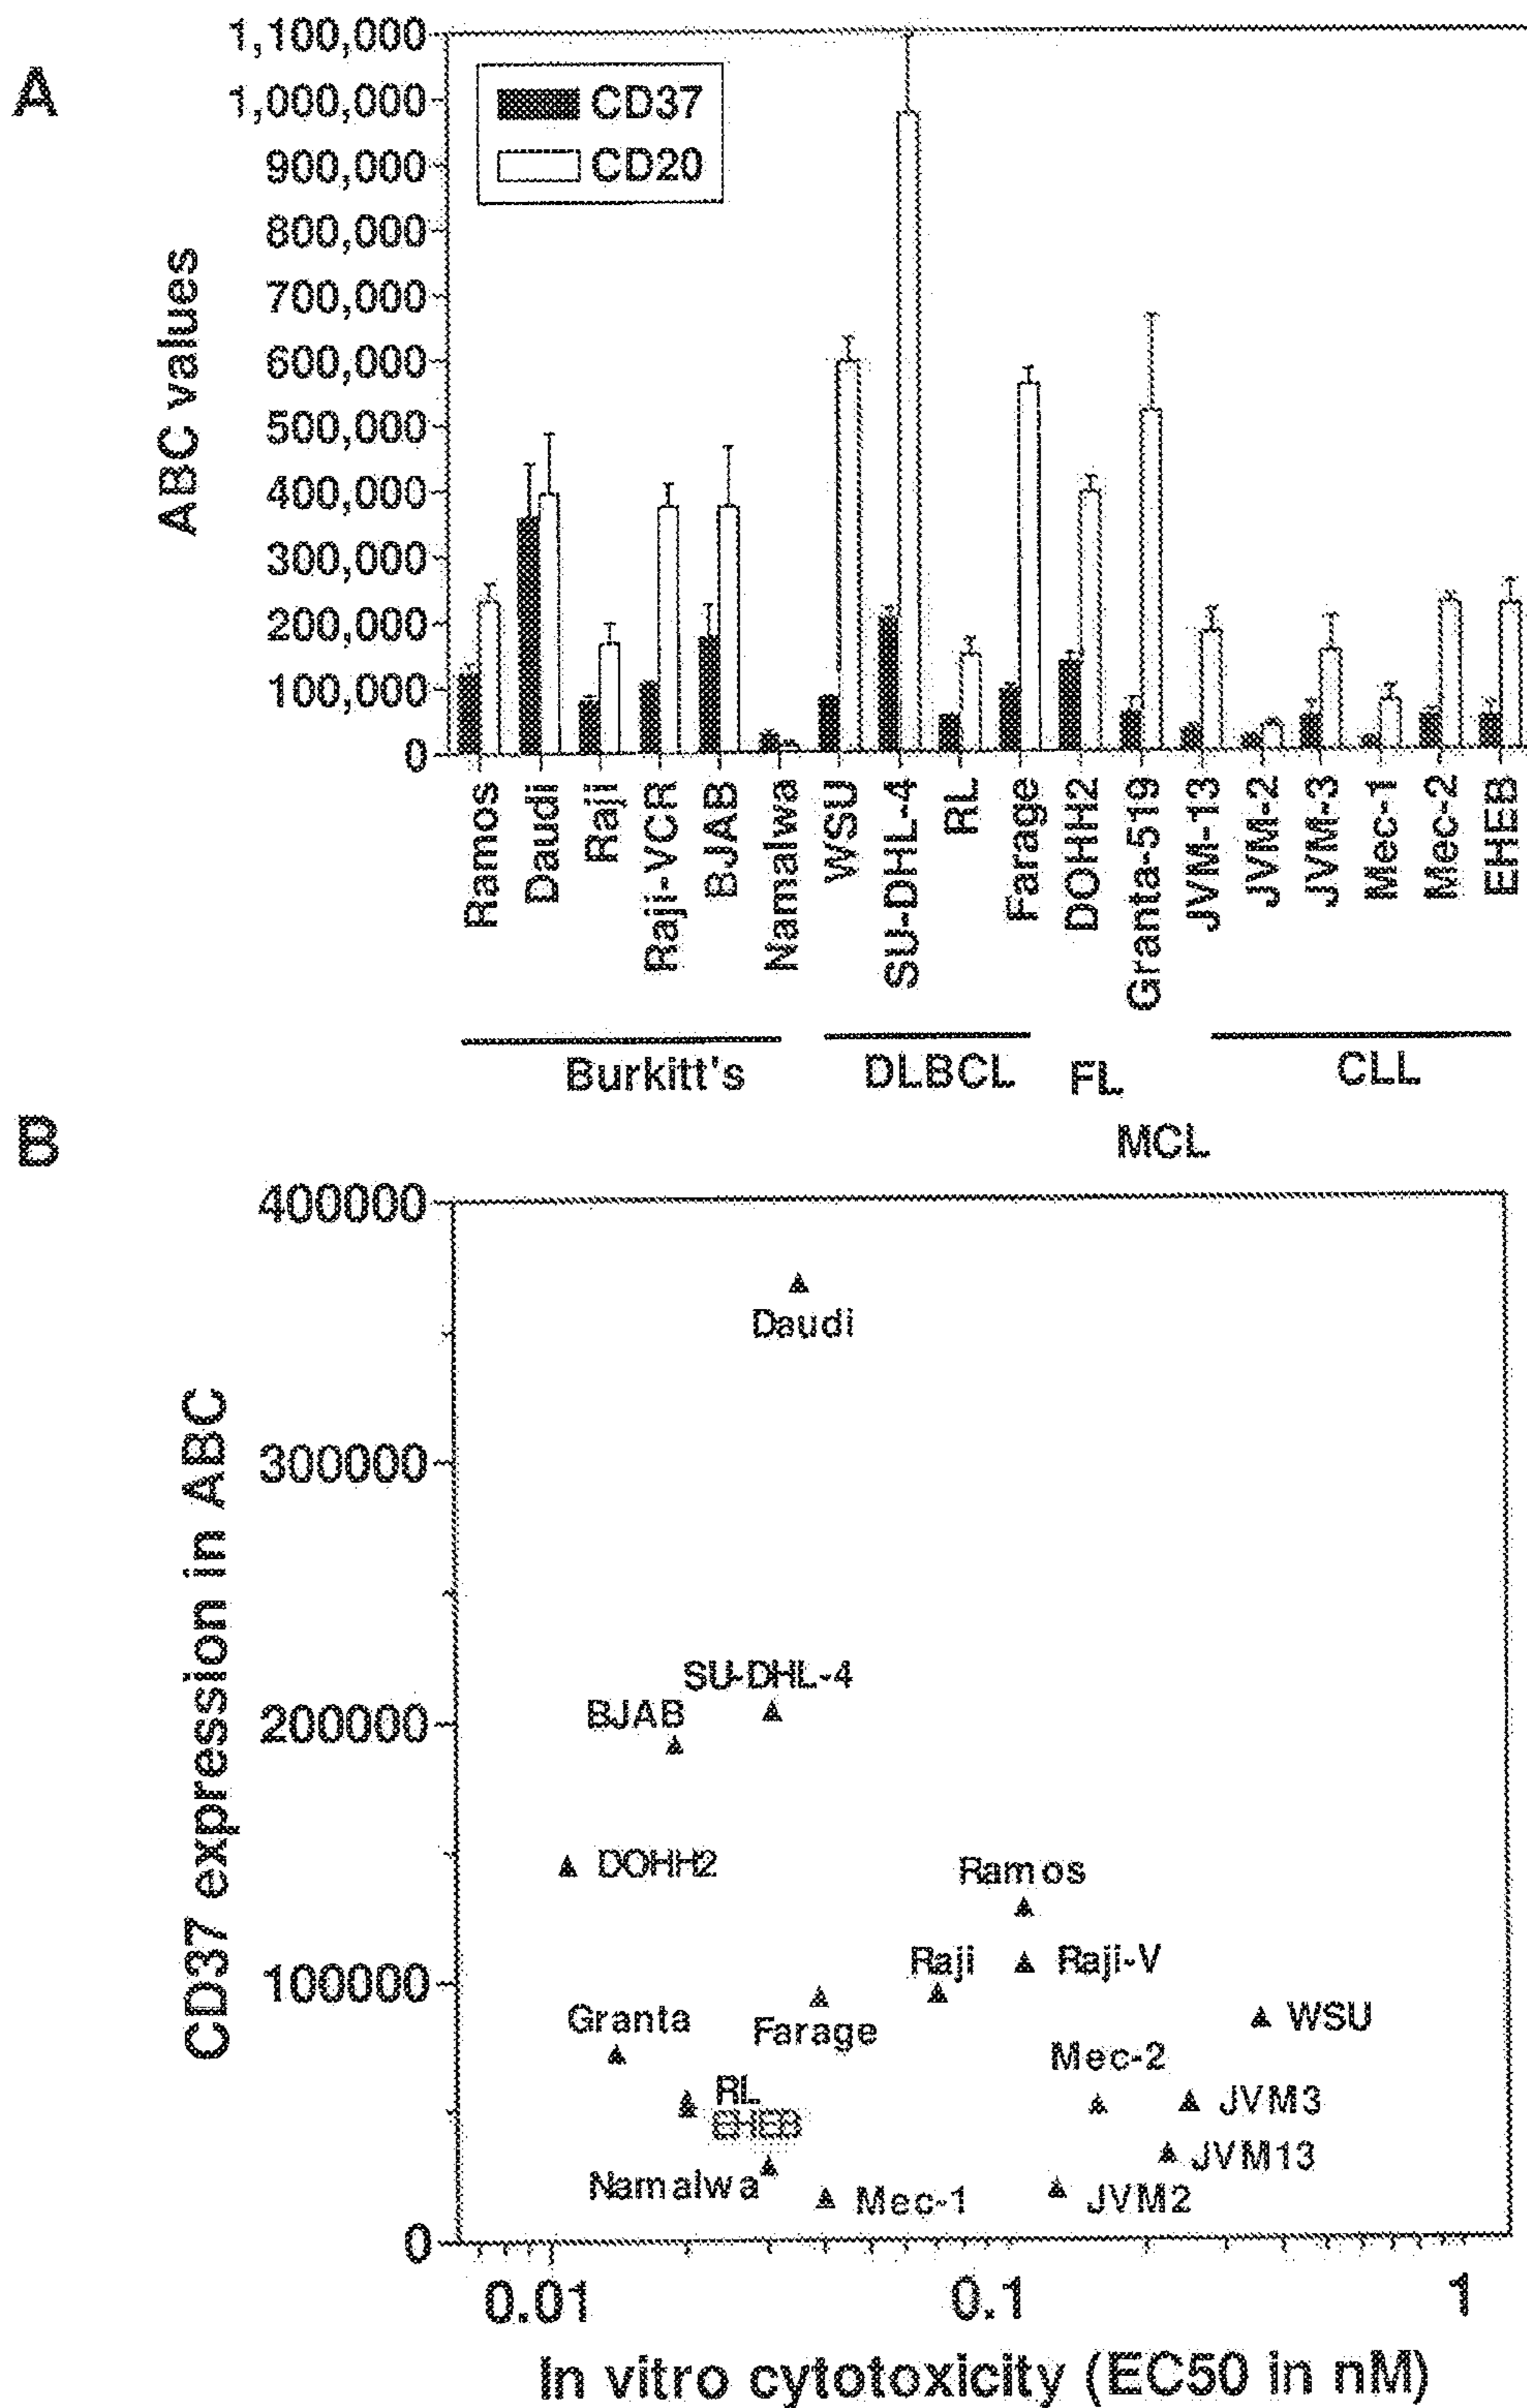 A
1,100,000
1,000,000
900,000
800,000
700,000
600,000
500,000
400,000
300,000
200,000
100,000
0
ABC values
CD37
CD20
Ramos
Daudi
Raji
Raji-VCR
BJAB
Namalwa
WSU
SU-DHL-4
RL
Farage
DOHH2
Granta-519
JVM-13
JVM-2
JVM-3
Mec-1
Mec-2
EHEB
Burkitt's
DLBCL
FL
CLL
MCL
B
400000
300000
200000
100000
0
CD37 expression in ABC
Daudi
SU-DHL-4
BJAB
DOHH2
Ramos
Raji
Raji-V
Granta
Farage
WSU
Mec-2
RL
EHEB
JVM3
JVM13
Namalwa
Mec-1
JVM2
0.01
0.1
1
In vitro cytotoxicity (EC50 in nM)